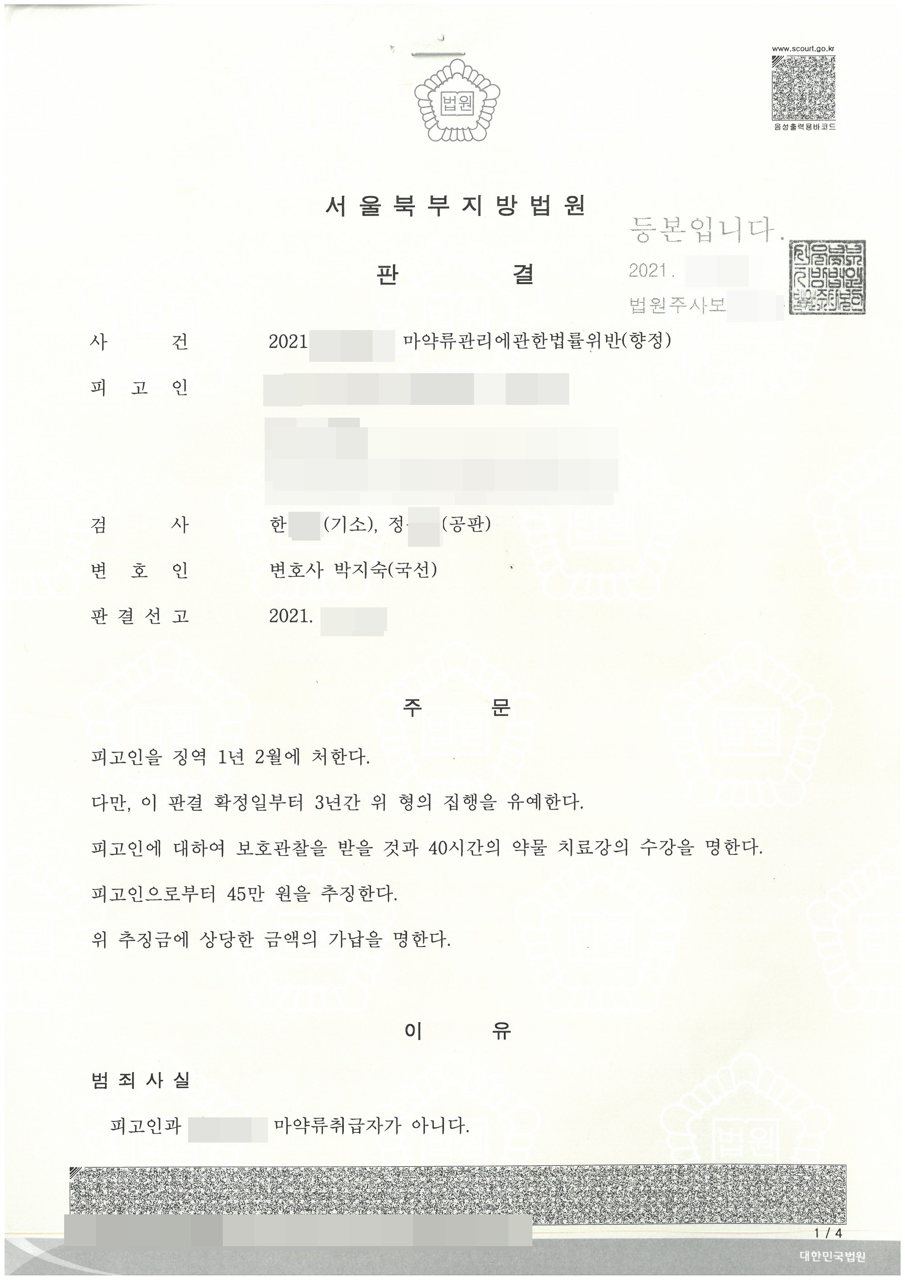 www.scourt.go.kr
법원
음성출력용바코드
서울북부지방법원
등본입니다.
판 결
2021.
법원주사보
사 건 2021 마약류관리에관한법률위반(향정)
피 고 인
검 사 한 (기소), 정 (공판)
변 호 인 변호사 박지숙(국선)
판 결 선 고 2021.
주 문
피고인을 징역 1년 2월에 처한다.
다만, 이 판결 확정일부터 3년간 위 형의 집행을 유예한다.
피고인에 대하여 보호관찰을 받을 것과 40시간의 약물 치료강의 수강을 명한다.
피고인으로부터 45만 원을 추징한다.
위 추징금에 상당한 금액의 가납을 명한다.
이 유
범 죄 사 실
피고인과 마약류취급자가 아니다.
1 / 4
대한민국법원